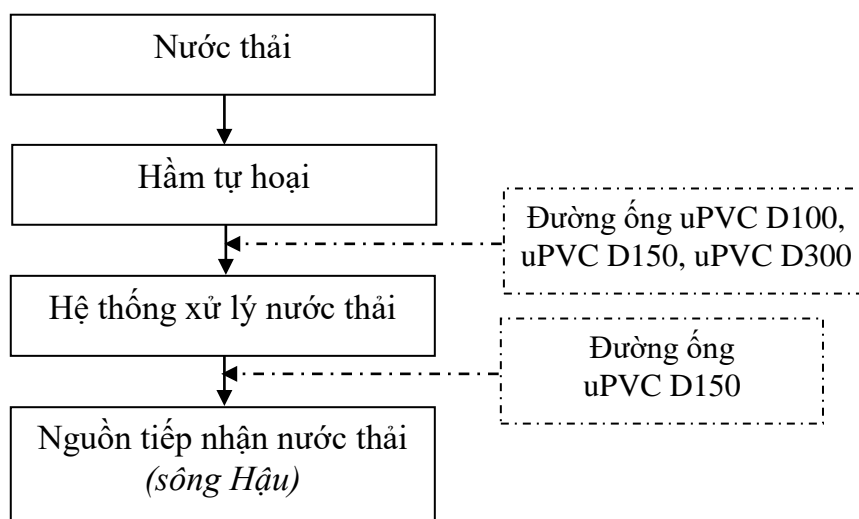 Nước thải
Hầm tự hoại
Đường ống uPVC D100,
uPVC D150, uPVC D300
Hệ thống xử lý nước thải
Đường ống
uPVC D150
Nguồn tiếp nhận nước thải
(sông Hậu)